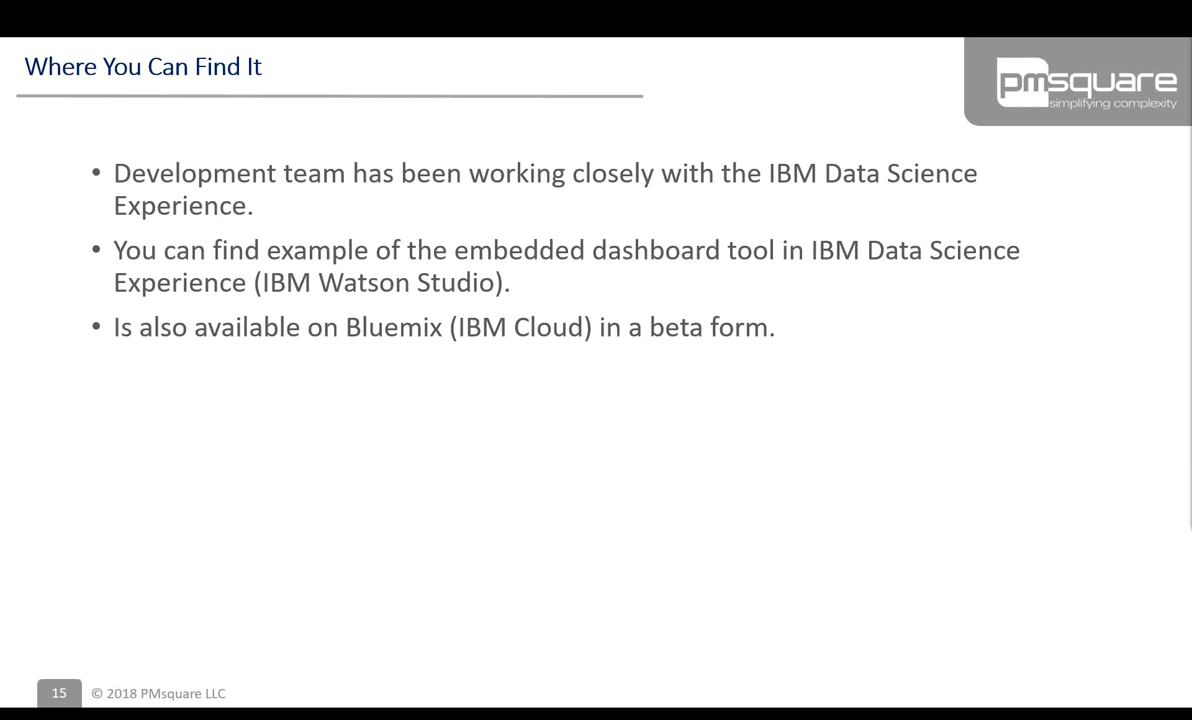 Where You Can Find It
pmsquare
simplifying complexity
• Development team has been working closely with the IBM Data Science
Experience.
• You can find example of the embedded dashboard tool in IBM Data Science
Experience (IBM Watson Studio).
• Is also available on Bluemix (IBM Cloud) in a beta form.
15 © 2018 PMsquare LLC